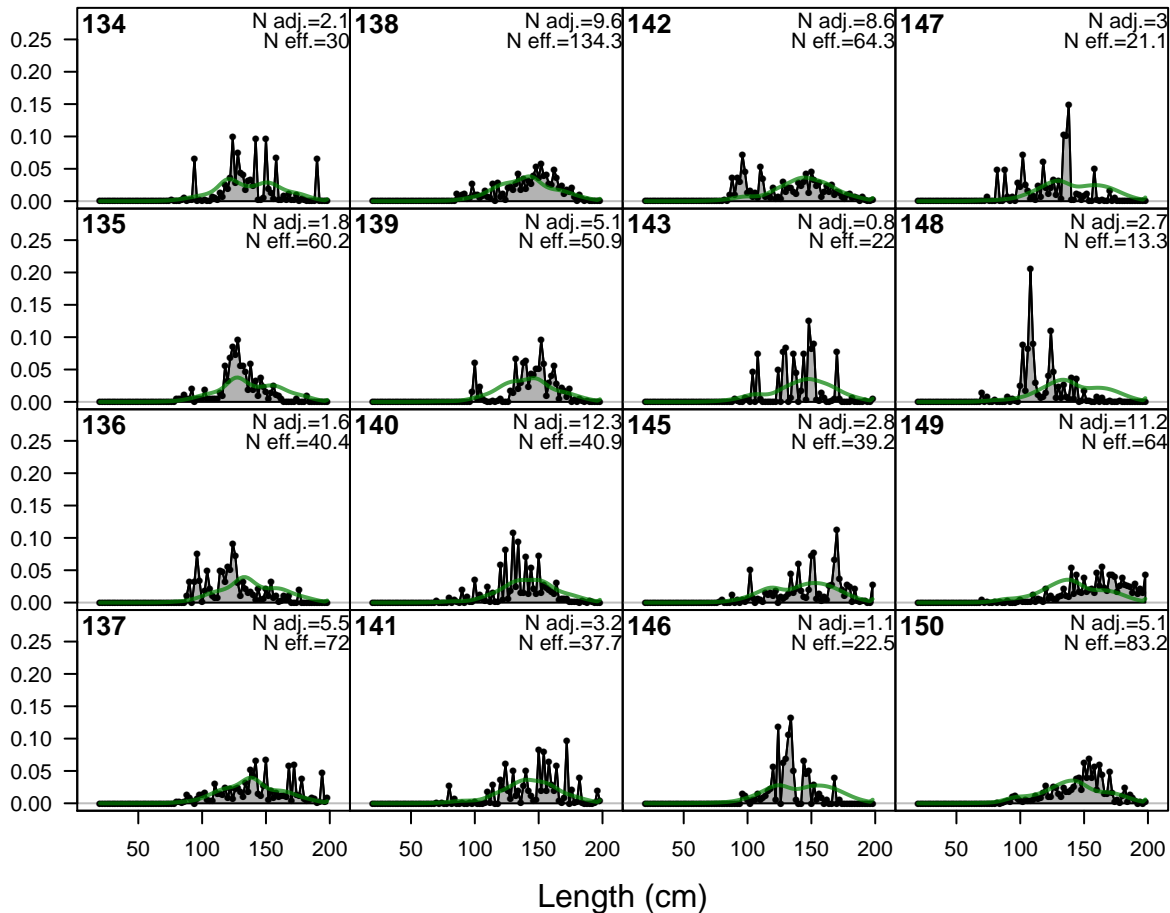 0.25
0.20
0.15
0.10
0.05
0.00
134
N adj.=2.1
N eff.=30
138
N adj.=9.6
N eff.=134.3
142
N adj.=8.6
N eff.=64.3
147
N adj.=3
N eff.=21.1
0.25
0.20
0.15
0.10
0.05
0.00
135
N adj.=1.8
N eff.=60.2
139
N adj.=5.1
N eff.=50.9
143
N adj.=0.8
N eff.=22
148
N adj.=2.7
N eff.=13.3
0.25
0.20
0.15
0.10
0.05
0.00
136
N adj.=1.6
N eff.=40.4
140
N adj.=12.3
N eff.=40.9
145
N adj.=2.8
N eff.=39.2
149
N adj.=11.2
N eff.=64
0.25
0.20
0.15
0.10
0.05
0.00
137
N adj.=5.5
N eff.=72
141
N adj.=3.2
N eff.=37.7
146
N adj.=1.1
N eff.=22.5
150
N adj.=5.1
N eff.=83.2
50 100 150 200 50 100 150 200 50 100 150 200 50 100 150 200
Length (cm)